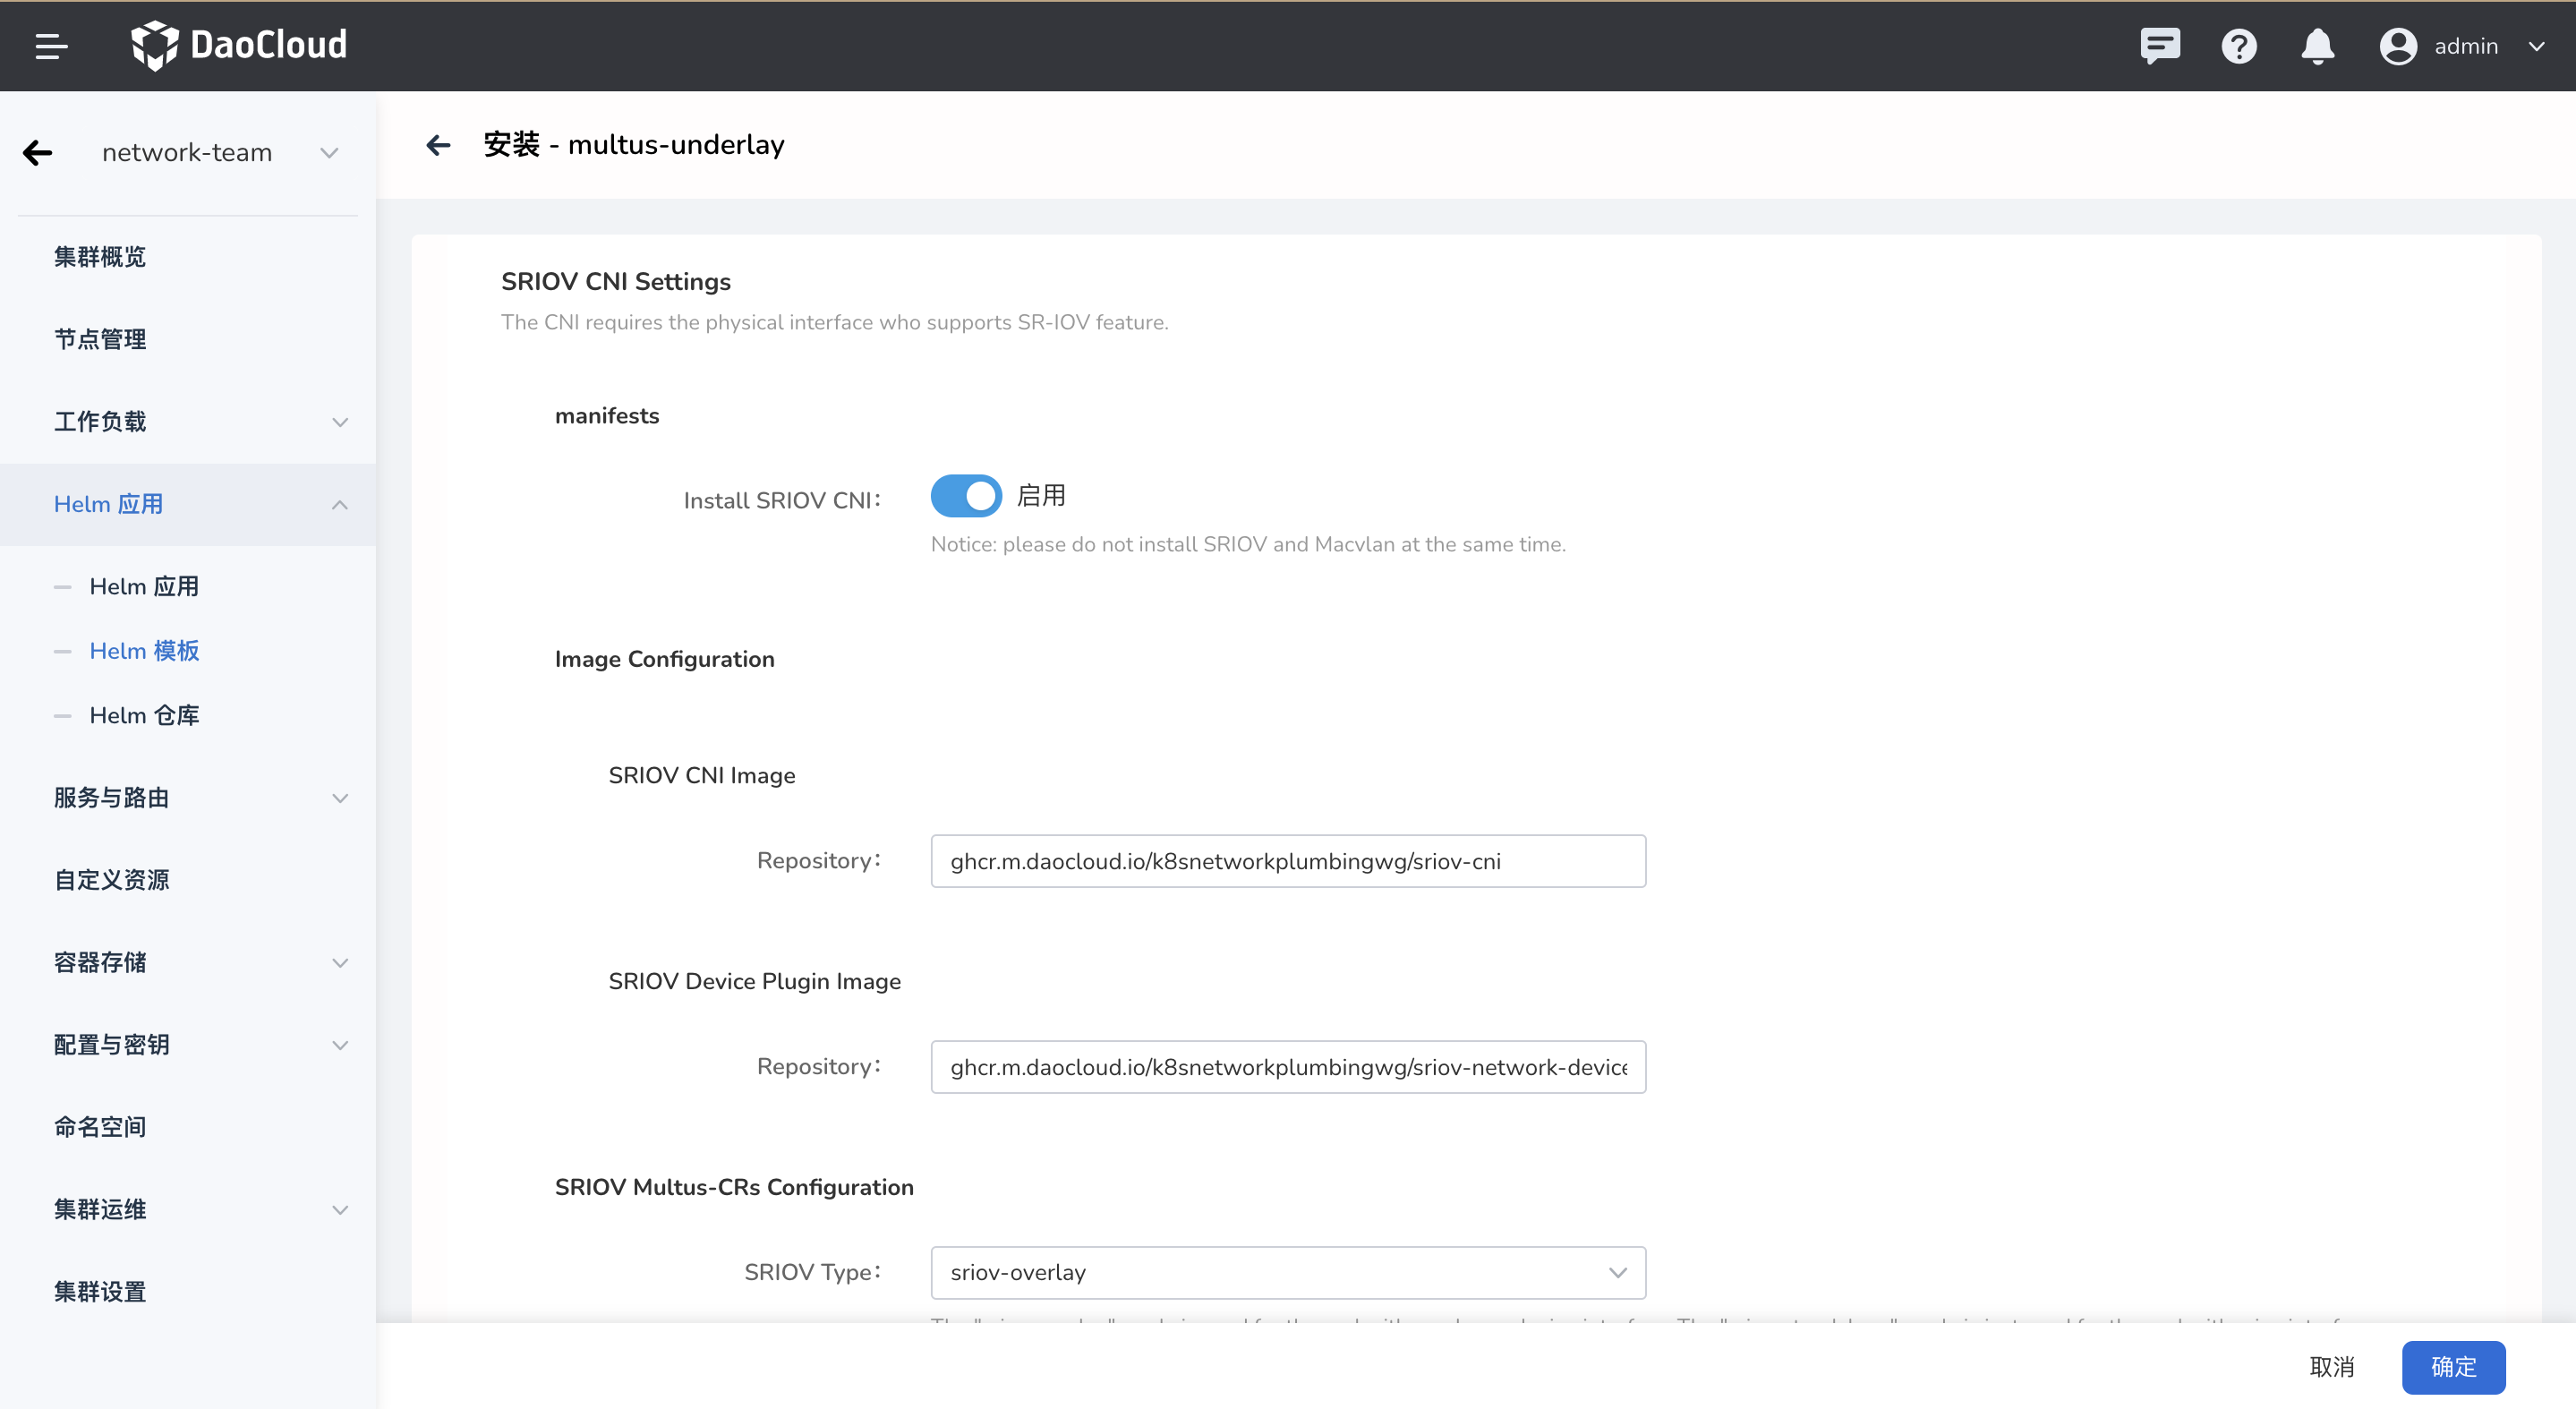 DaoCloud
admin
network-team
集群概览
节点管理
工作负载
Helm 应用
Helm 应用
Helm 模板
Helm 仓库
服务与路由
自定义资源
容器存储
配置与密钥
命名空间
集群运维
集群设置
安装 - multus-underlay
SRIOV CNI Settings
The CNI requires the physical interface who supports SR-IOV feature.
manifests
Install SRIOV CNI: 启用
Notice: please do not install SRIOV and Macvlan at the same time.
Image Configuration
SRIOV CNI Image
Repository: ghcr.m.daocloud.io/k8snetworkplumbingwg/sriov-cni
SRIOV Device Plugin Image
Repository: ghcr.m.daocloud.io/k8snetworkplumbingwg/sriov-network-device
SRIOV Multus-CRs Configuration
SRIOV Type: sriov-overlay
取消
确定